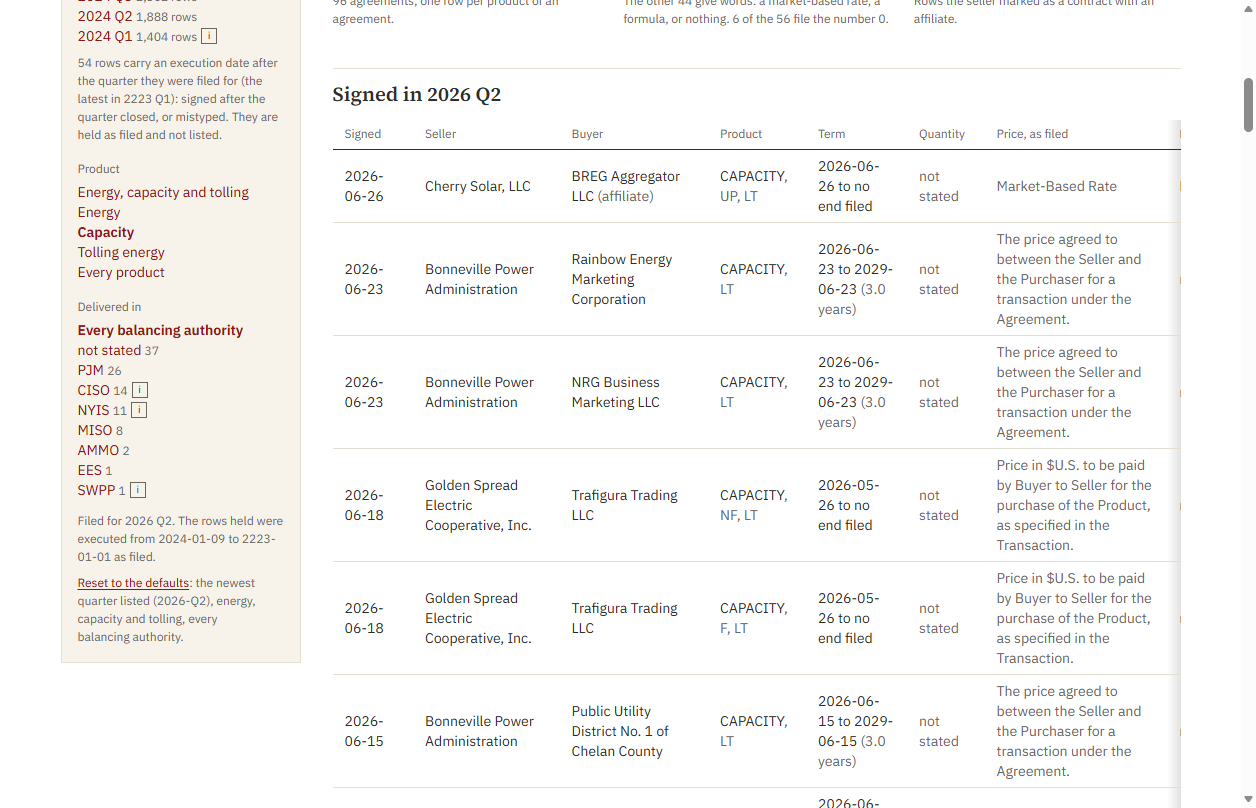 2024 Q2 1,888 rows
2024 Q1 1,404 rows i
54 rows carry an execution date after
the quarter they were filed for (the
latest in 2223 Q1): signed after the
quarter closed, or mistyped. They are
held as filed and not listed.
Product
Energy, capacity and tolling
Energy
Capacity
Tolling energy
Every product
Delivered in
Every balancing authority
not stated 37
PJM 26
CISO 14 i
NYIS 11 i
MISO 8
AMMO 2
EES 1
SWPP 1 i
Filed for 2026 Q2. The rows held were
executed from 2024-01-09 to 2223-
01-01 as filed.
Reset to the defaults: the newest
quarter listed (2026-Q2), energy,
capacity and tolling, every
balancing authority.
96 agreements, one row per product of an
agreement.
The other 44 give words: a market-based rate, a
formula, or nothing. 6 of the 56 file the number 0.
Rows the seller marked as a contract with an
affiliate.
Signed in 2026 Q2
Signed Seller Buyer Product Term Quantity Price, as filed
2026-
06-26
Cherry Solar, LLC
BREG Aggregator
LLC (affiliate)
CAPACITY,
UP, LT
2026-06-
26 to no
end filed
not
stated
Market-Based Rate
2026-
06-23
Bonneville Power
Administration
Rainbow Energy
Marketing
Corporation
CAPACITY,
LT
2026-06-
23 to 2029-
06-23 (3.0
years)
not
stated
The price agreed to
between the Seller and
the Purchaser for a
transaction under the
Agreement.
2026-
06-23
Bonneville Power
Administration
NRG Business
Marketing LLC
CAPACITY,
LT
2026-06-
23 to 2029-
06-23 (3.0
years)
not
stated
The price agreed to
between the Seller and
the Purchaser for a
transaction under the
Agreement.
2026-
06-18
Golden Spread
Electric
Cooperative, Inc.
Trafigura Trading
LLC
CAPACITY,
NF, LT
2026-05-
26 to no
end filed
not
stated
Price in $U.S. to be paid
by Buyer to Seller for the
purchase of the Product,
as specified in the
Transaction.
2026-
06-18
Golden Spread
Electric
Cooperative, Inc.
Trafigura Trading
LLC
CAPACITY,
F, LT
2026-05-
26 to no
end filed
not
stated
Price in $U.S. to be paid
by Buyer to Seller for the
purchase of the Product,
as specified in the
Transaction.
2026-
06-15
Bonneville Power
Administration
Public Utility
District No. 1 of
Chelan County
CAPACITY,
LT
2026-06-
15 to 2029-
06-15 (3.0
years)
not
stated
The price agreed to
between the Seller and
the Purchaser for a
transaction under the
Agreement.
2026-06-